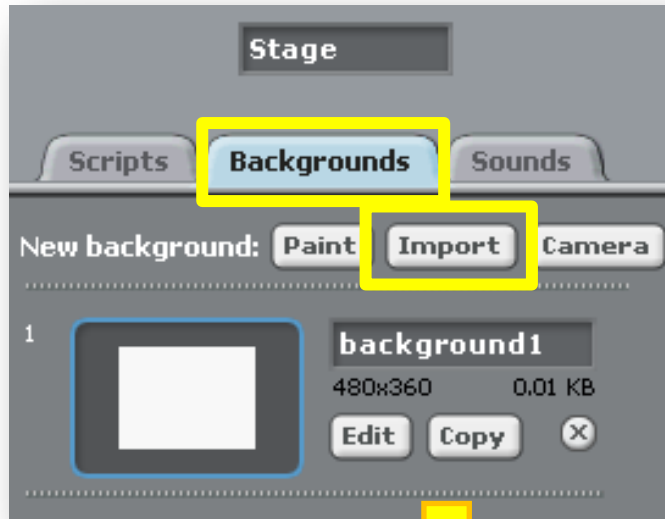 Stage
Scripts Backgrounds Sounds
New background: Paint Import Camera
1
background1
480x360 0.01 KB
Edit Copy